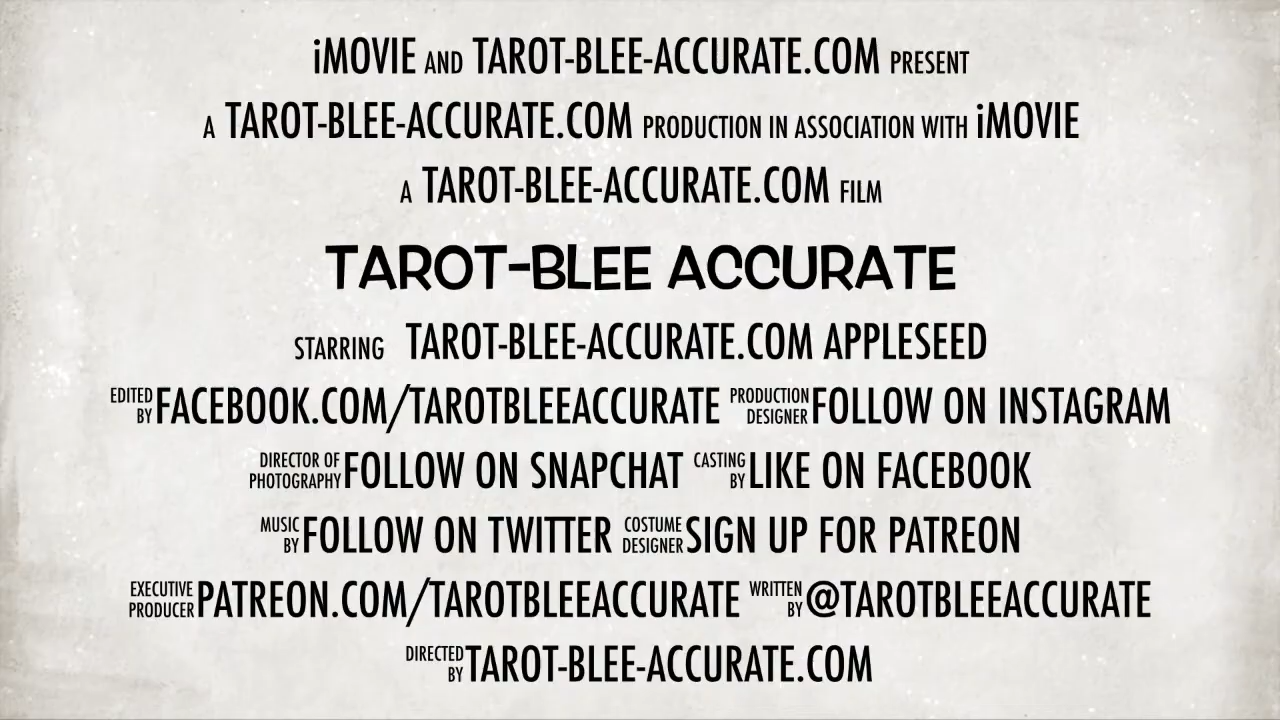 iMOVIE AND TAROT-BLEE-ACCURATE.COM PRESENT
A TAROT-BLEE-ACCURATE.COM PRODUCTION IN ASSOCIATION WITH iMOVIE
A TAROT-BLEE-ACCURATE.COM FILM
TAROT-BLEE ACCURATE
STARRING TAROT-BLEE-ACCURATE.COM APPLESEED
EDITED BY FACEBOOK.COM/TAROTBLEEACCURATE PRODUCTION DESIGNER FOLLOW ON INSTAGRAM
DIRECTOR OF PHOTOGRAPHY FOLLOW ON SNAPCHAT CASTING BY LIKE ON FACEBOOK
MUSIC BY FOLLOW ON TWITTER COSTUME DESIGNER SIGN UP FOR PATREON
EXECUTIVE PRODUCER PATREON.COM/TAROTBLEEACCURATE WRITTEN BY @TAROTBLEEACCURATE
DIRECTED BY TAROT-BLEE-ACCURATE.COM